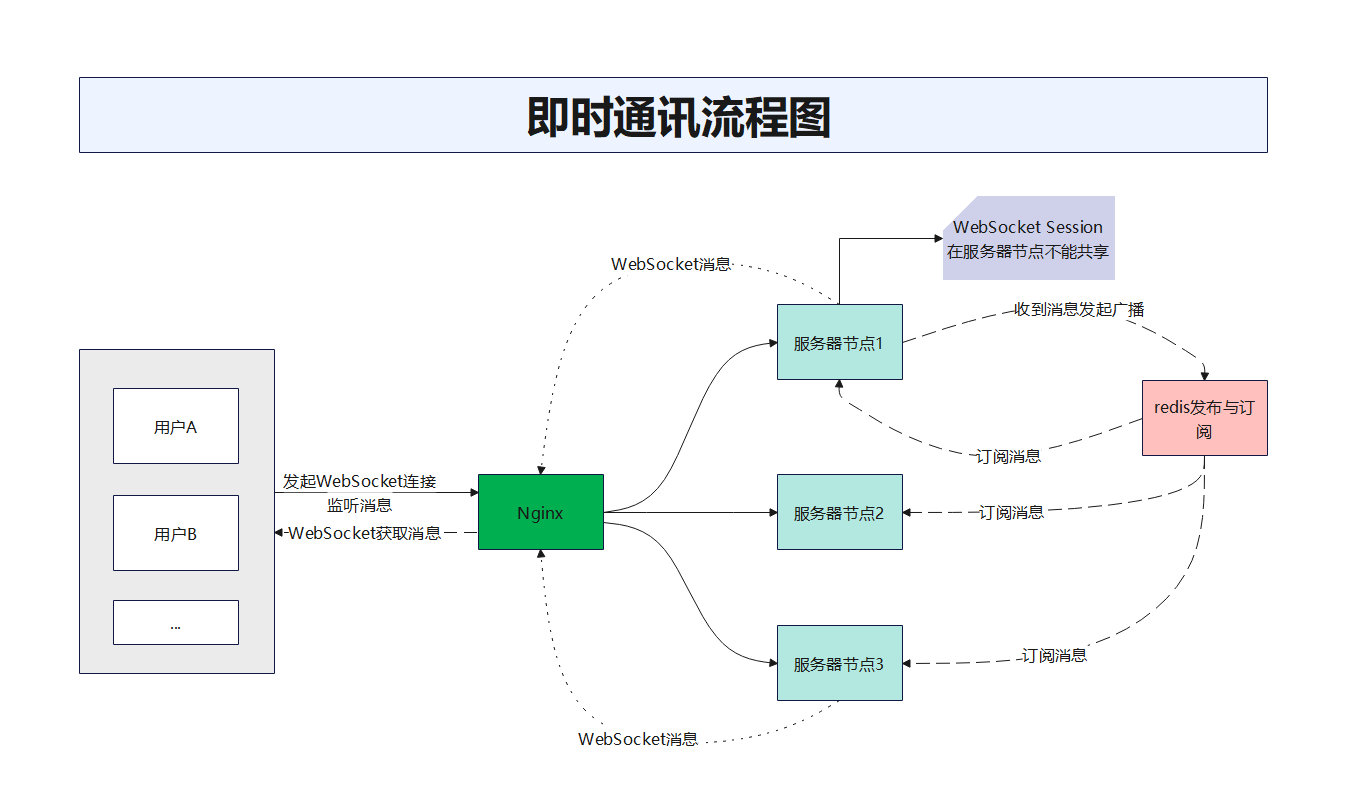 即时通讯流程图
WebSocket Session
在服务器节点不能共享
WebSocket消息
收到消息发起广播
服务器节点1
redis发布与订
阅
用户A
订阅消息
发起WebSocket连接
监听消息
Nginx
服务器节点2
订阅消息
WebSocket获取消息
用户B
...
订阅消息
服务器节点3
WebSocket消息